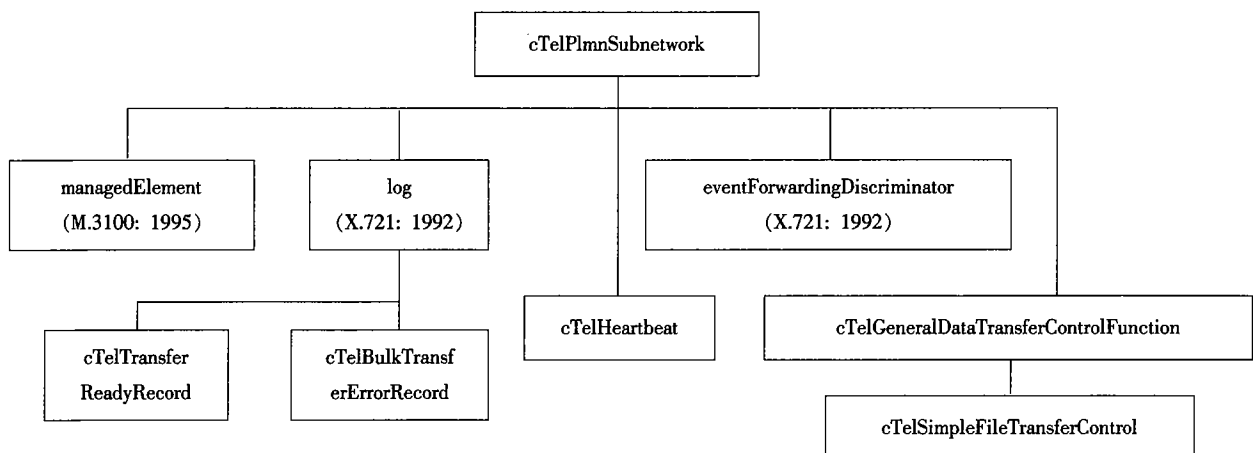 cTelPlmnSubnetwork
managedElement
(M.3100: 1995)
log
(X.721: 1992)
eventForwardingDiscriminator
(X.721: 1992)
cTelTransfer
ReadyRecord
cTelBulkTransf
erErrorRecord
cTelHeartbeat
cTelGeneralDataTransferControlFunction
cTelSimpleFileTransferControl